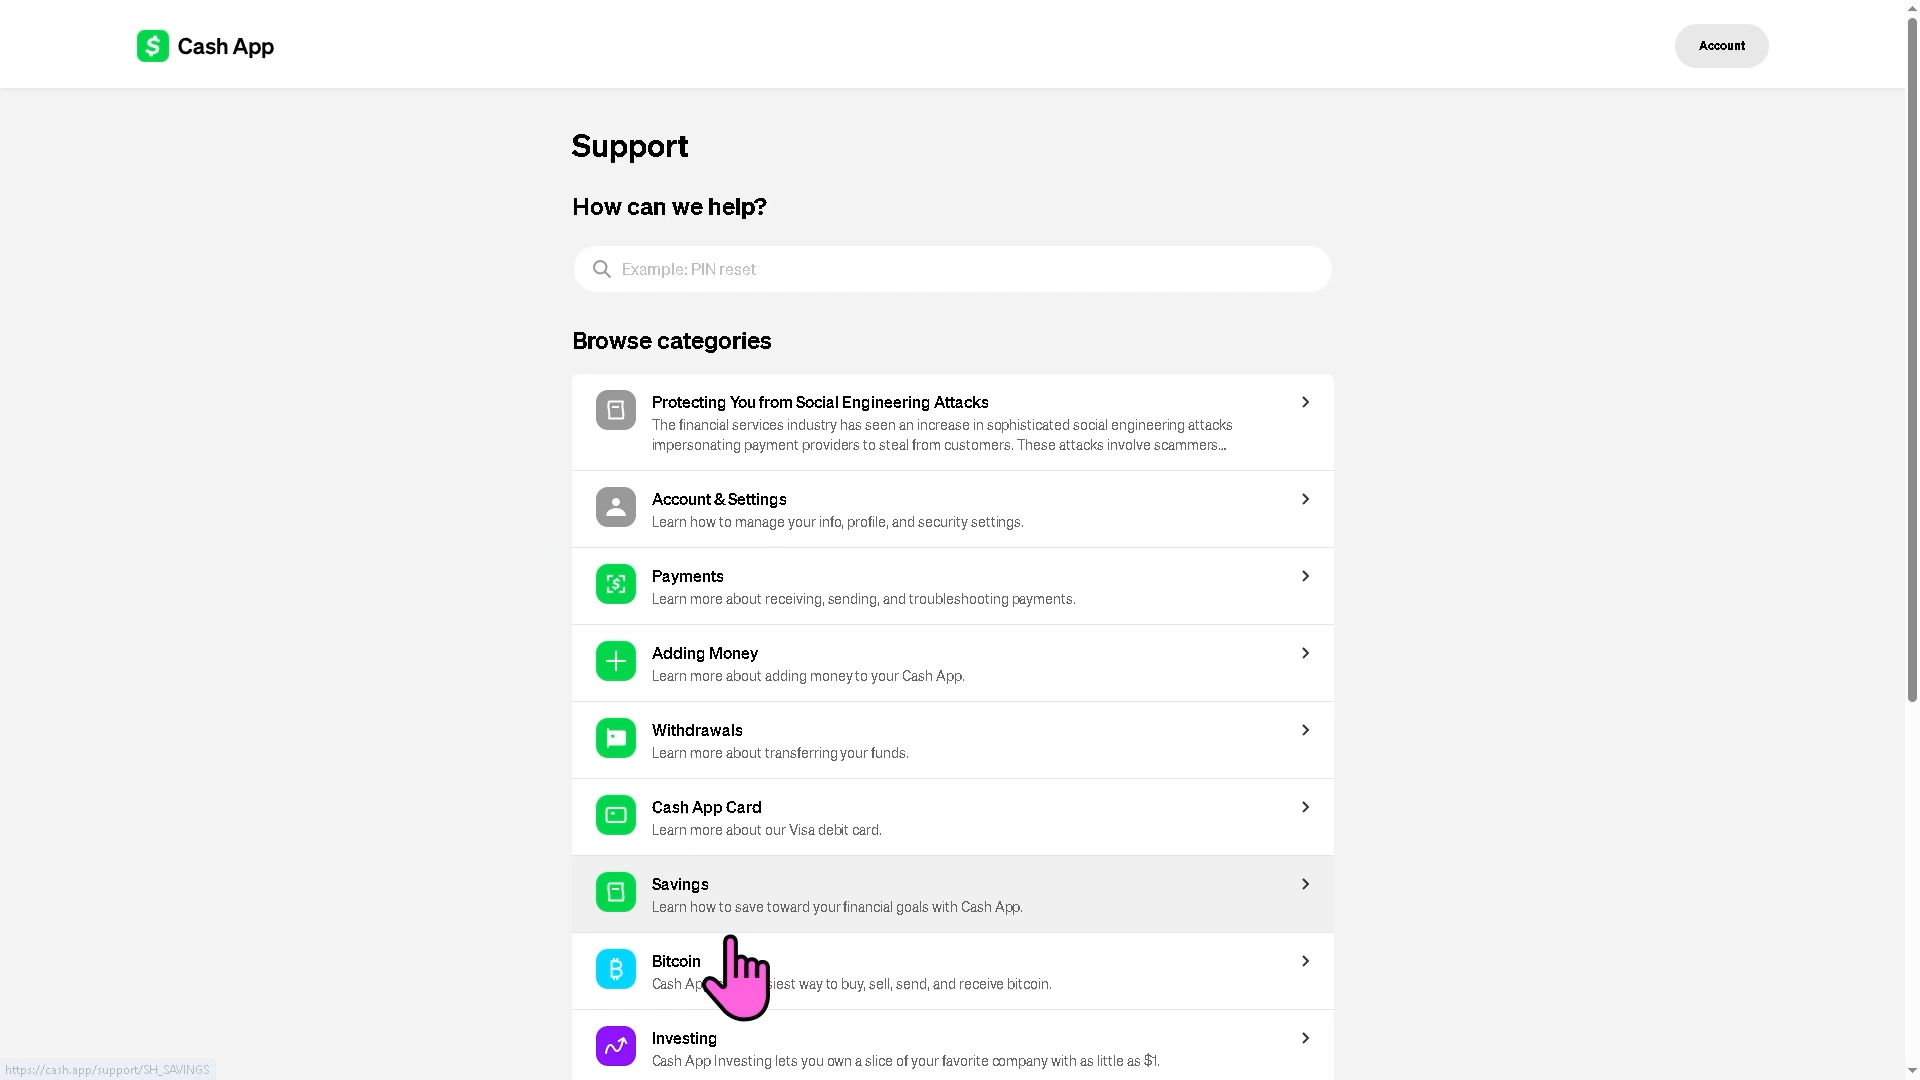 Cash App
Account
Support
How can we help?
Example: PIN reset
Browse categories
Protecting You from Social Engineering Attacks
The financial services industry has seen an increase in sophisticated social engineering attacks
impersonating payment providers to steal from customers. These attacks involve scammers...
Account & Settings
Learn how to manage your info, profile, and security settings.
Payments
Learn more about receiving, sending, and troubleshooting payments.
Adding Money
Learn more about adding money to your Cash App.
Withdrawals
Learn more about transferring your funds.
Cash App Card
Learn more about our Visa debit card.
Savings
Learn how to save toward your financial goals with Cash App.
Bitcoin
Cash way to buy, sell, send, and receive bitcoin.
Investing
Cash App Investing lets you own a slice of your favorite company with as little as $1.
https://cash.app/support/SH_SAVINGS